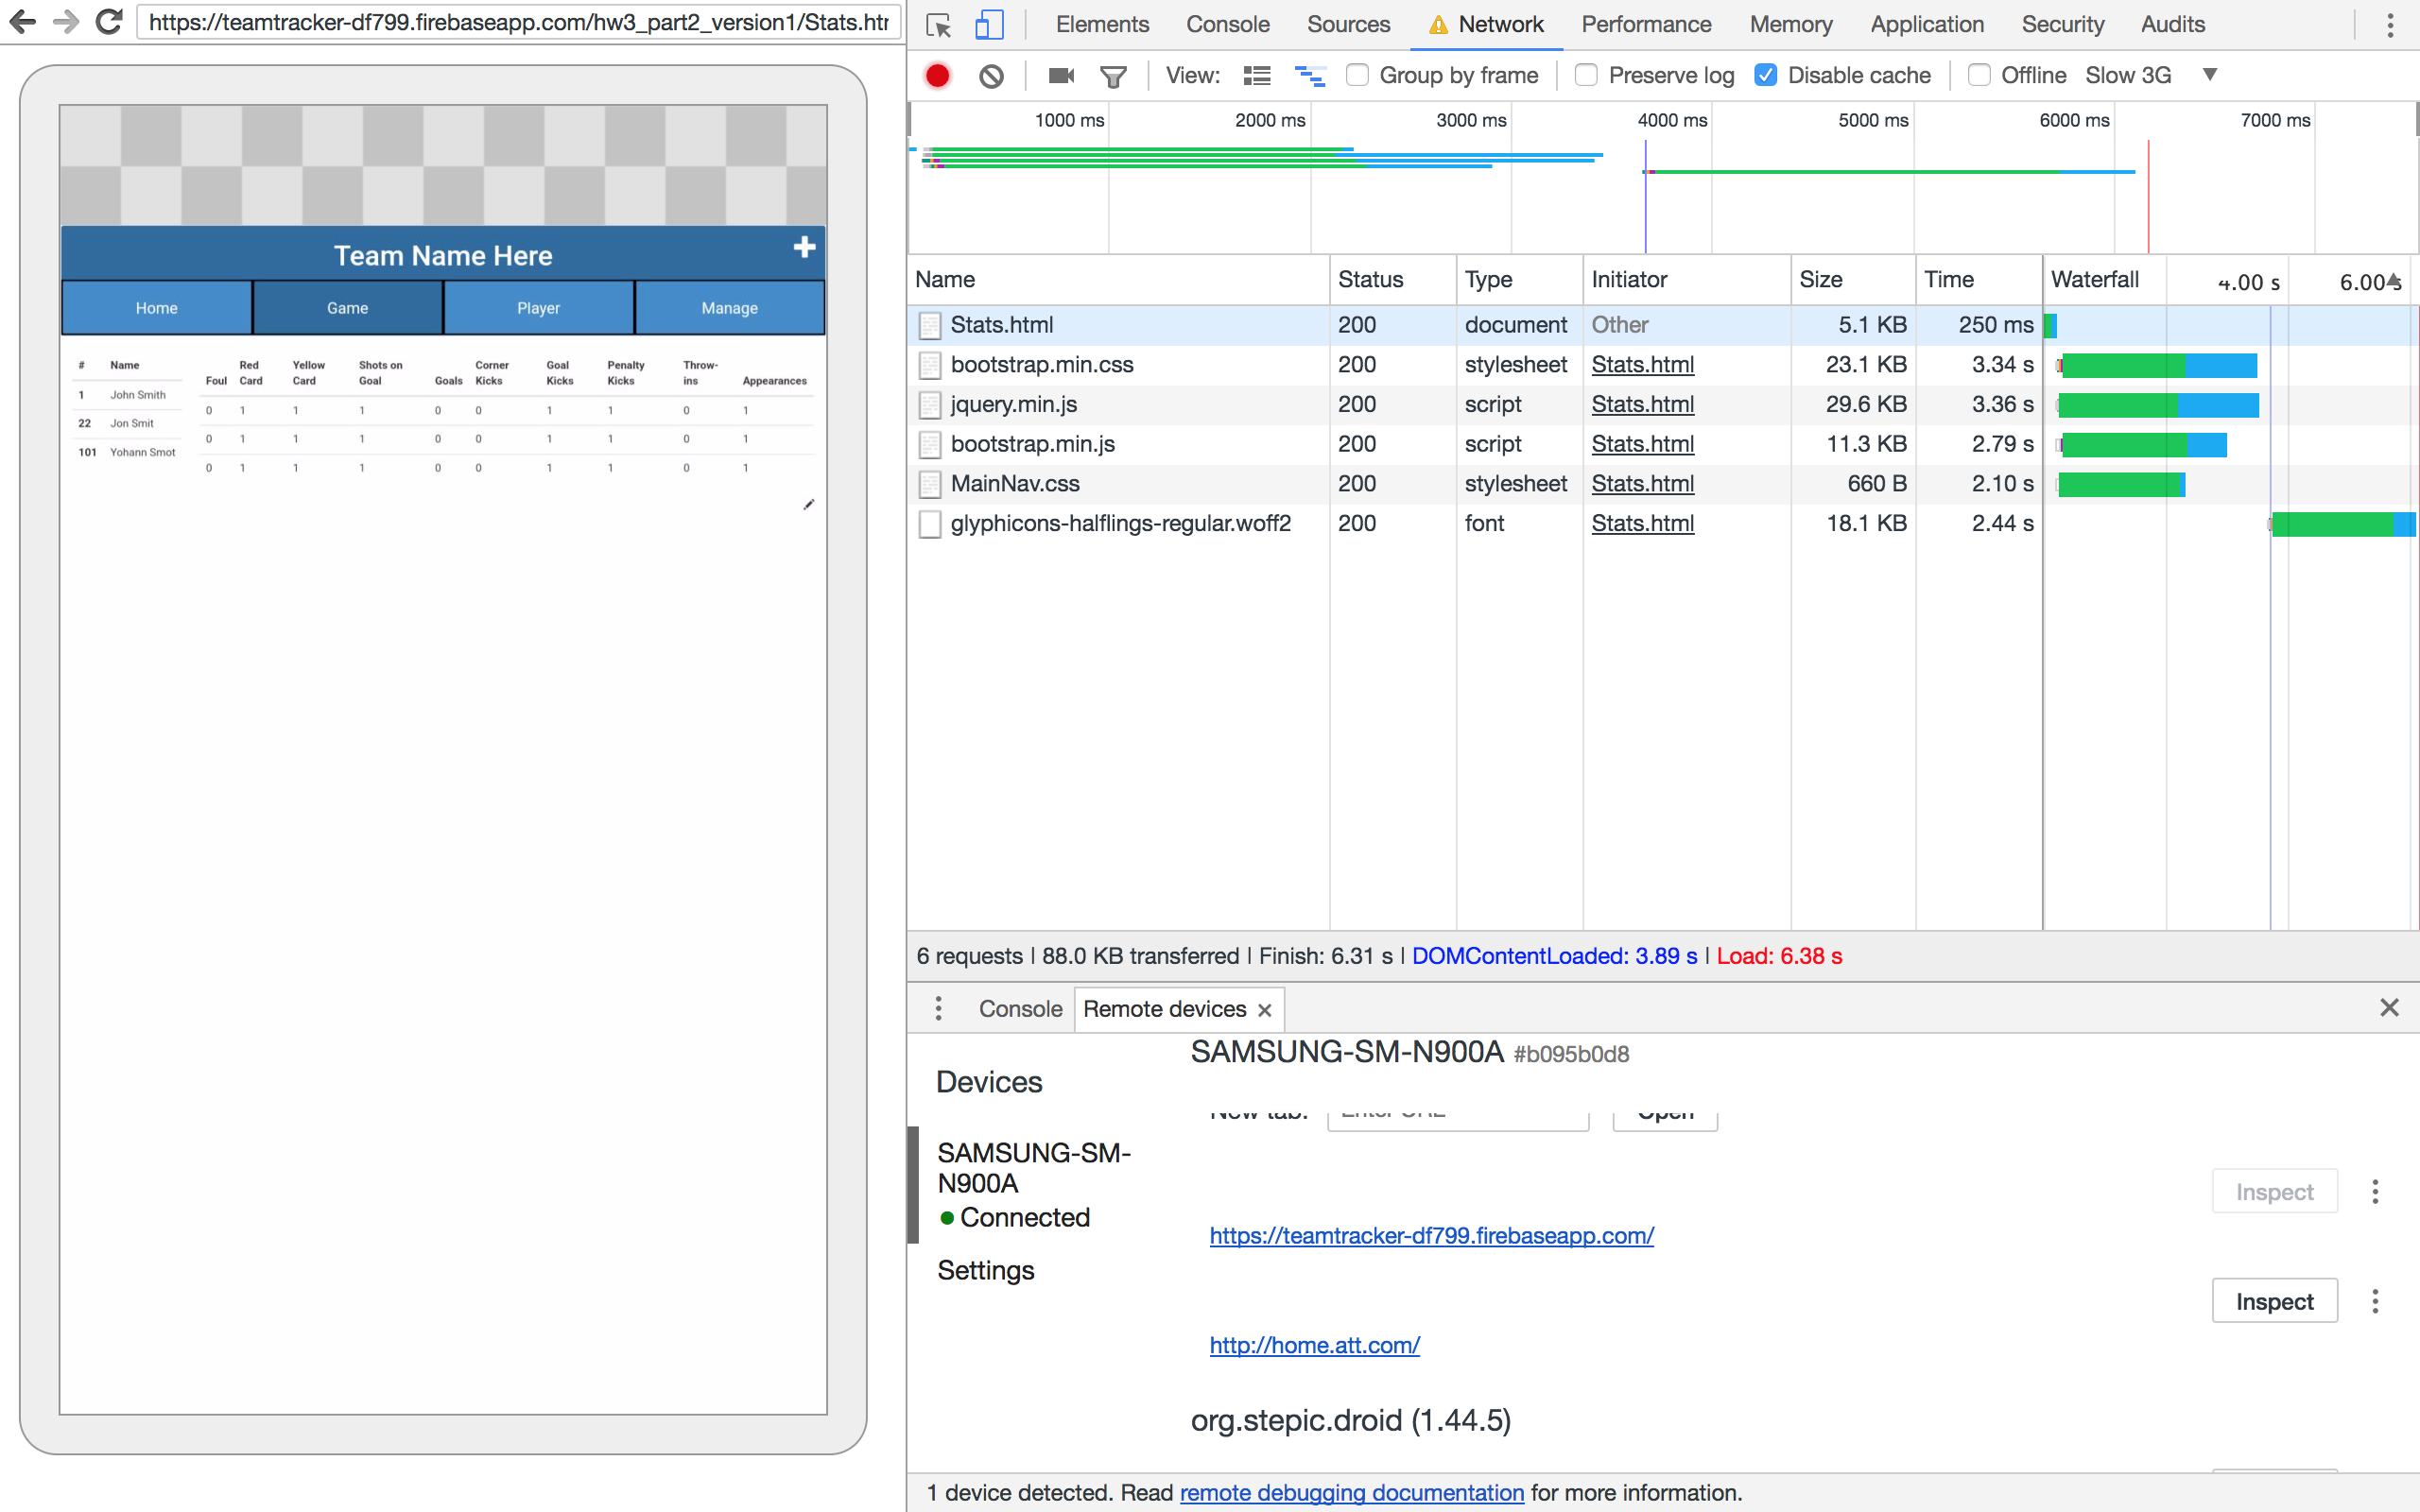 https://teamtracker-df799.firebaseapp.com/hw3_part2_version1/Stats.htm
Team Name Here
Home Game Player Manage
# Name Foul Red Card Yellow Card Shots on Goal Goals Corner Kicks Goal Kicks Penalty Kicks Throw-ins Appearances
1 John Smith 0 1 1 1 0 0 1 1 0 1
22 Jon Smit 0 1 1 1 0 0 1 1 0 1
101 Yohann Smot 0 1 1 1 0 0 1 1 0 1
Elements Console Sources Network Performance Memory Application Security Audits
View: Group by frame Preserve log Disable cache Offline Slow 3G
1000 ms 2000 ms 3000 ms 4000 ms 5000 ms 6000 ms 7000 ms
Name Status Type Initiator Size Time Waterfall 4.00 s 6.00 s
Stats.html 200 document Other 5.1 KB 250 ms
bootstrap.min.css 200 stylesheet Stats.html 23.1 KB 3.34 s
jquery.min.js 200 script Stats.html 29.6 KB 3.36 s
bootstrap.min.js 200 script Stats.html 11.3 KB 2.79 s
MainNav.css 200 stylesheet Stats.html 660 B 2.10 s
glyphicons-halflings-regular.woff2 200 font Stats.html 18.1 KB 2.44 s
6 requests | 88.0 KB transferred | Finish: 6.31 s | DOMContentLoaded: 3.89 s | Load: 6.38 s
Console Remote devices
Devices
SAMSUNG-SM-
N900A
Connected
Settings
SAMSUNG-SM-N900A #b095b0d8
New tab: Enter URL Open
Inspect
https://teamtracker-df799.firebaseapp.com/
Inspect
http://home.att.com/
org.stepic.droid (1.44.5)
1 device detected. Read remote debugging documentation for more information.